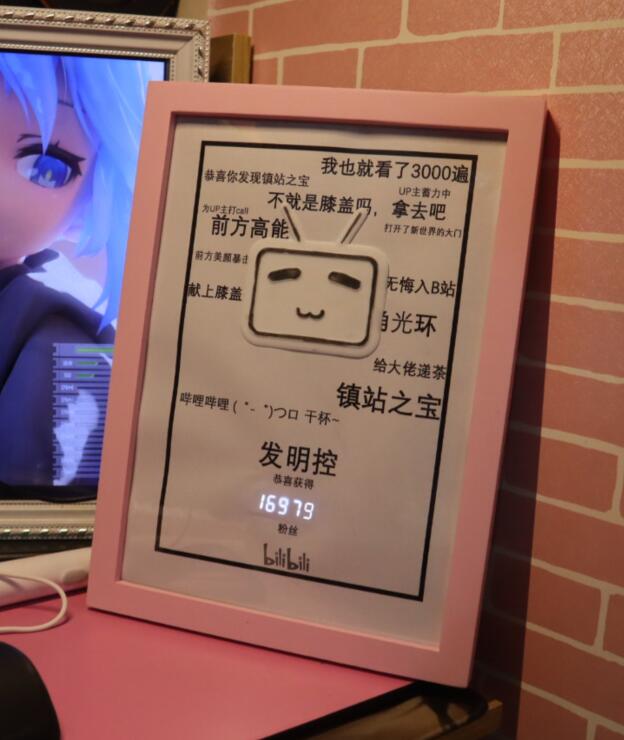 我也就看了3000遍
恭喜你发现镇站之宝
UP主蓄力中
不就是膝盖吗，
拿去吧
为UP主打call
前方高能
打开了新世界的大门
前方美颜暴击
无悔入B站
献上膝盖
角光环
给大佬递茶
镇站之宝
哔哩哔哩 ( ゜- ゜)つロ 干杯~
发明控
恭喜获得
16979
粉丝
bilibili